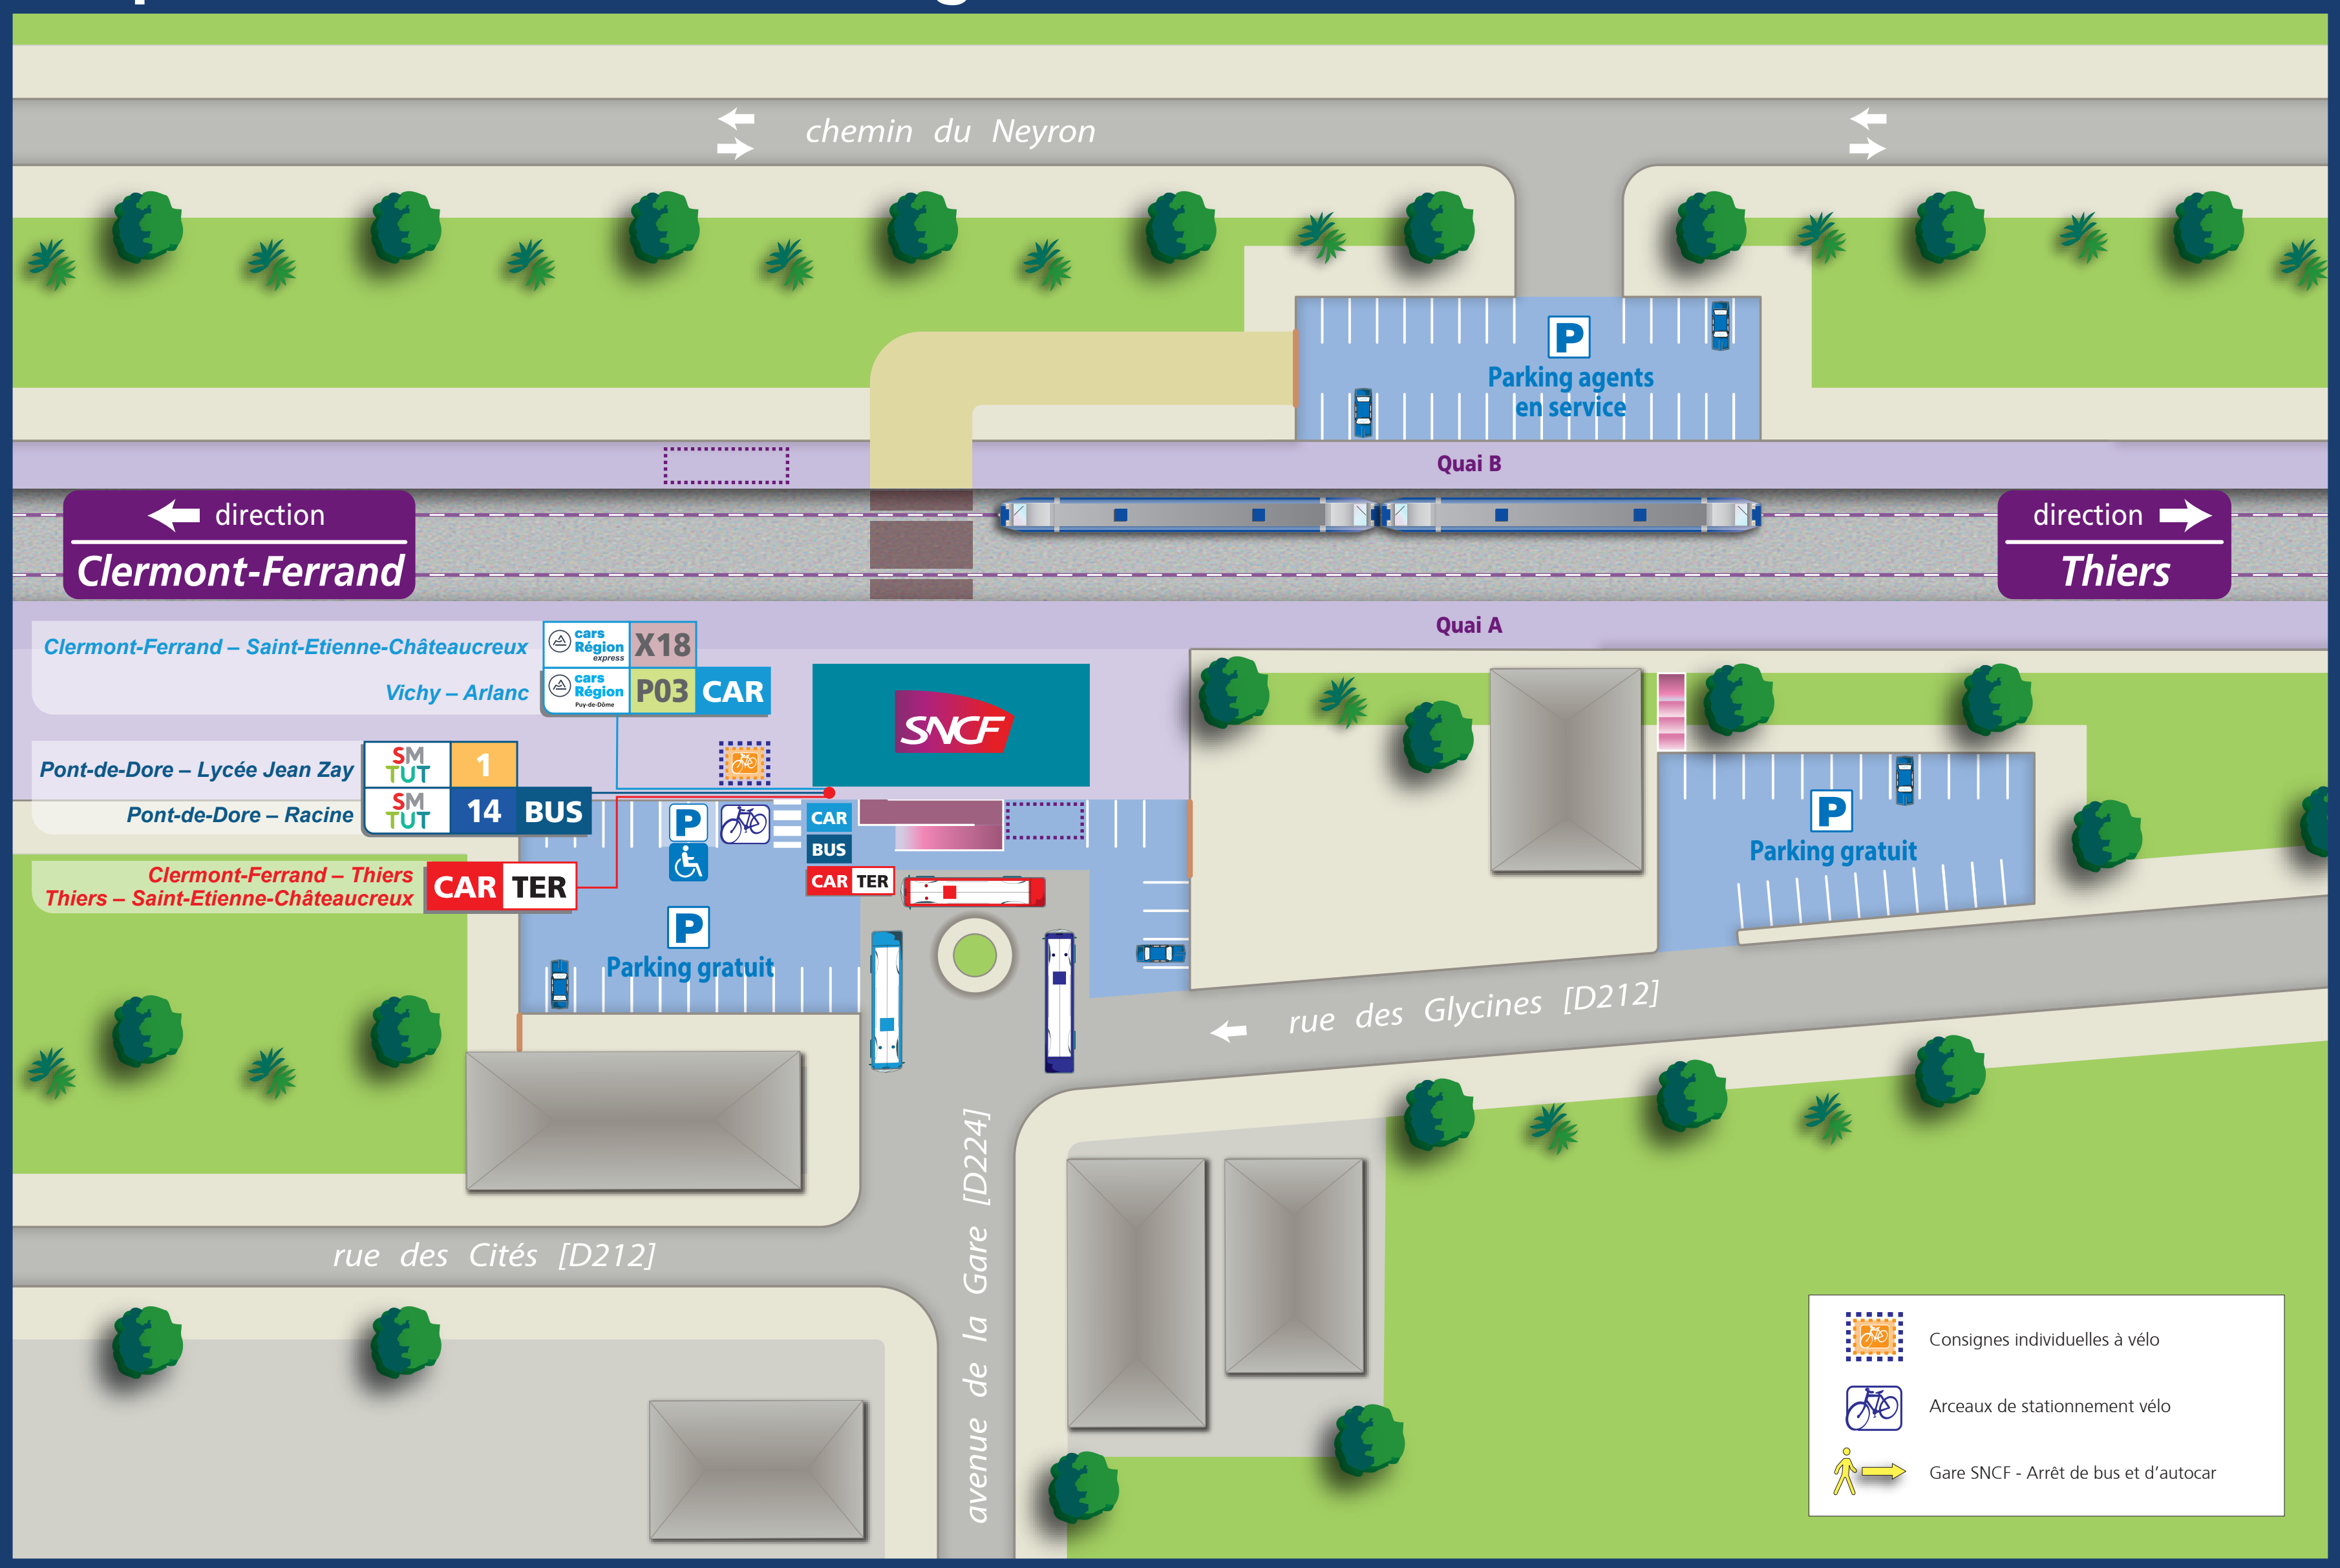 chemin du Neyron
P
Parking agents
en service
Quai B
direction
Clermont-Ferrand
direction
Thiers
Quai A
Clermont-Ferrand – Saint-Etienne-Châteaucreux
cars
Région
express
X18
Vichy – Arlanc
cars
Région
Puy-de-Dôme
P03
CAR
SNCF
Pont-de-Dore – Lycée Jean Zay
SM
TUT
1
Pont-de-Dore – Racine
SM
TUT
14
BUS
Clermont-Ferrand – Thiers
Thiers – Saint-Etienne-Châteaucreux
CAR TER
P
CAR
BUS
CAR TER
P
Parking gratuit
P
Parking gratuit
rue des Glycines [D212]
rue des Cités [D212]
avenue de la Gare [D224]
Consignes individuelles à vélo
Arceaux de stationnement vélo
Gare SNCF - Arrêt de bus et d'autocar